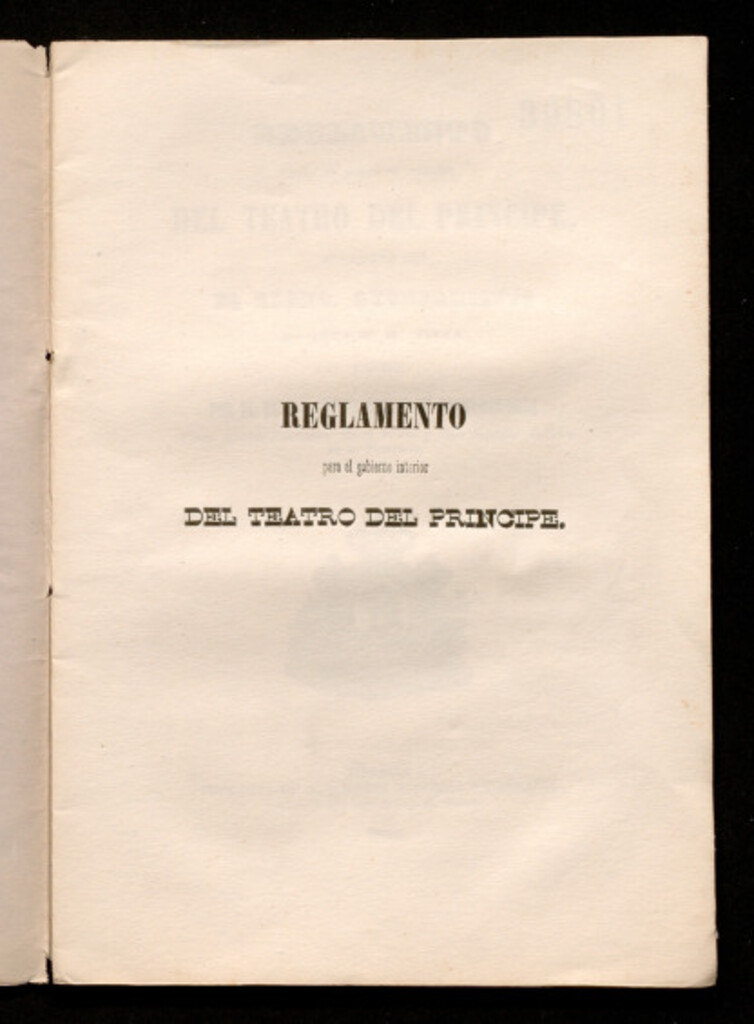 REGLAMENTO
para el gobierno interior
DEL TEATRO DEL PRINCIPE.